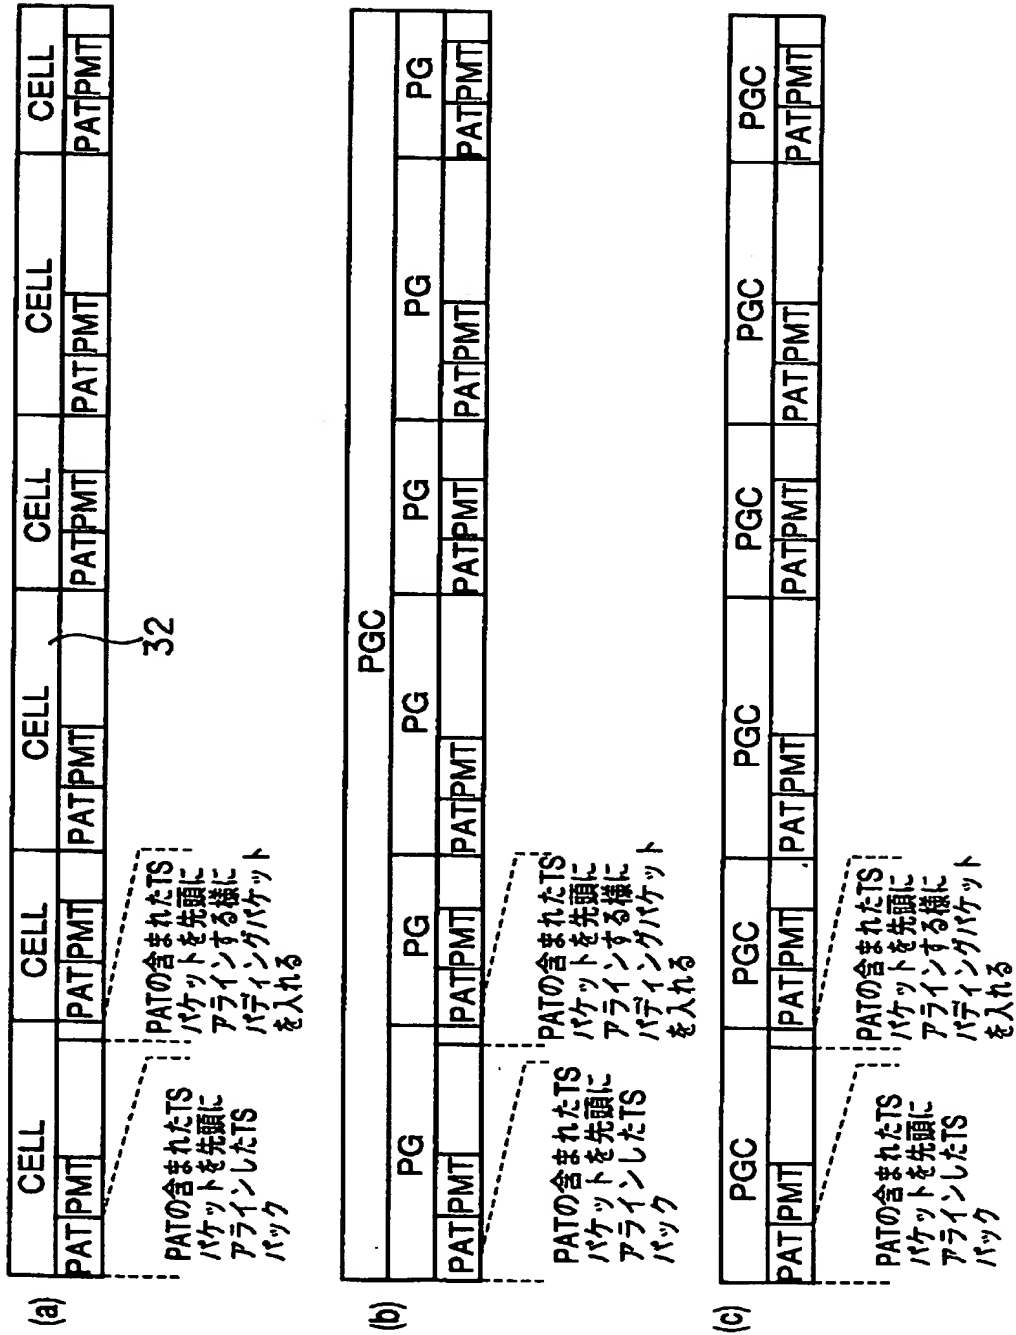 (a)
CELL CELL CELL CELL CELL CELL
PAT PMT PAT PMT PAT PMT PAT PMT PAT PMT PAT PMT
32
PATの含まれたTS
パケットを先頭に
アラインしたTS
パック
PATの含まれたTS
パケットを先頭に
アラインする様に
パディングパケット
を入れる
(b)
PGC
PG PG PG PG PG PG
PAT PMT PAT PMT PAT PMT PAT PMT PAT PMT PAT PMT
PATの含まれたTS
パケットを先頭に
アラインしたTS
パック
PATの含まれたTS
パケットを先頭に
アラインする様に
パディングパケット
を入れる
(c)
PGC PGC PGC PGC PGC PGC
PAT PMT PAT PMT PAT PMT PAT PMT PAT PMT PAT PMT
PATの含まれたTS
パケットを先頭に
アラインしたTS
パック
PATの含まれたTS
パケットを先頭に
アラインする様に
パディングパケット
を入れる